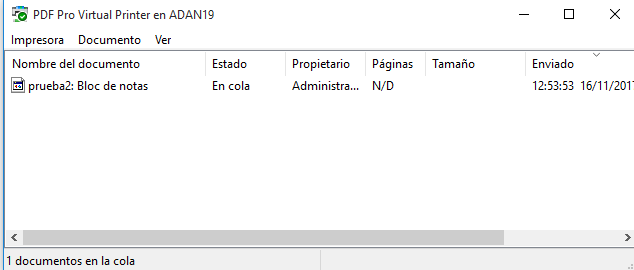 PDF Pro Virtual Printer en ADAN19
Impresora Documento Ver
Nombre del documento Estado Propietario Páginas Tamaño Enviado
prueba2: Bloc de notas En cola Administra... N/D 12:53:53 16/11/201
1 documentos en la cola